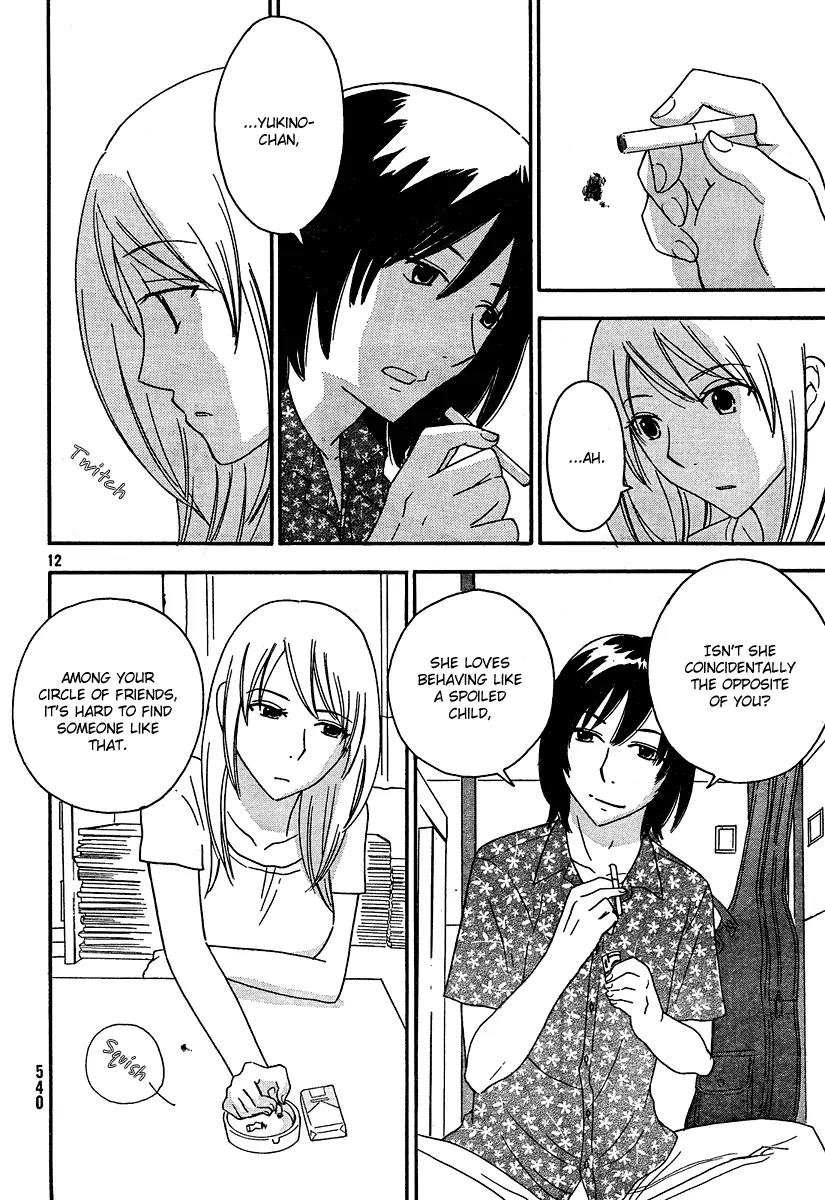 ...AH.
...YUKINO-
CHAN,
Twitch
12
ISN'T SHE
COINCIDENTALLY
THE OPPOSITE
OF YOU?
SHE LOVES
BEHAVING LIKE
A SPOILED
CHILD,
AMONG YOUR
CIRCLE OF FRIENDS,
IT'S HARD TO FIND
SOMEONE LIKE
THAT.
Squish
540